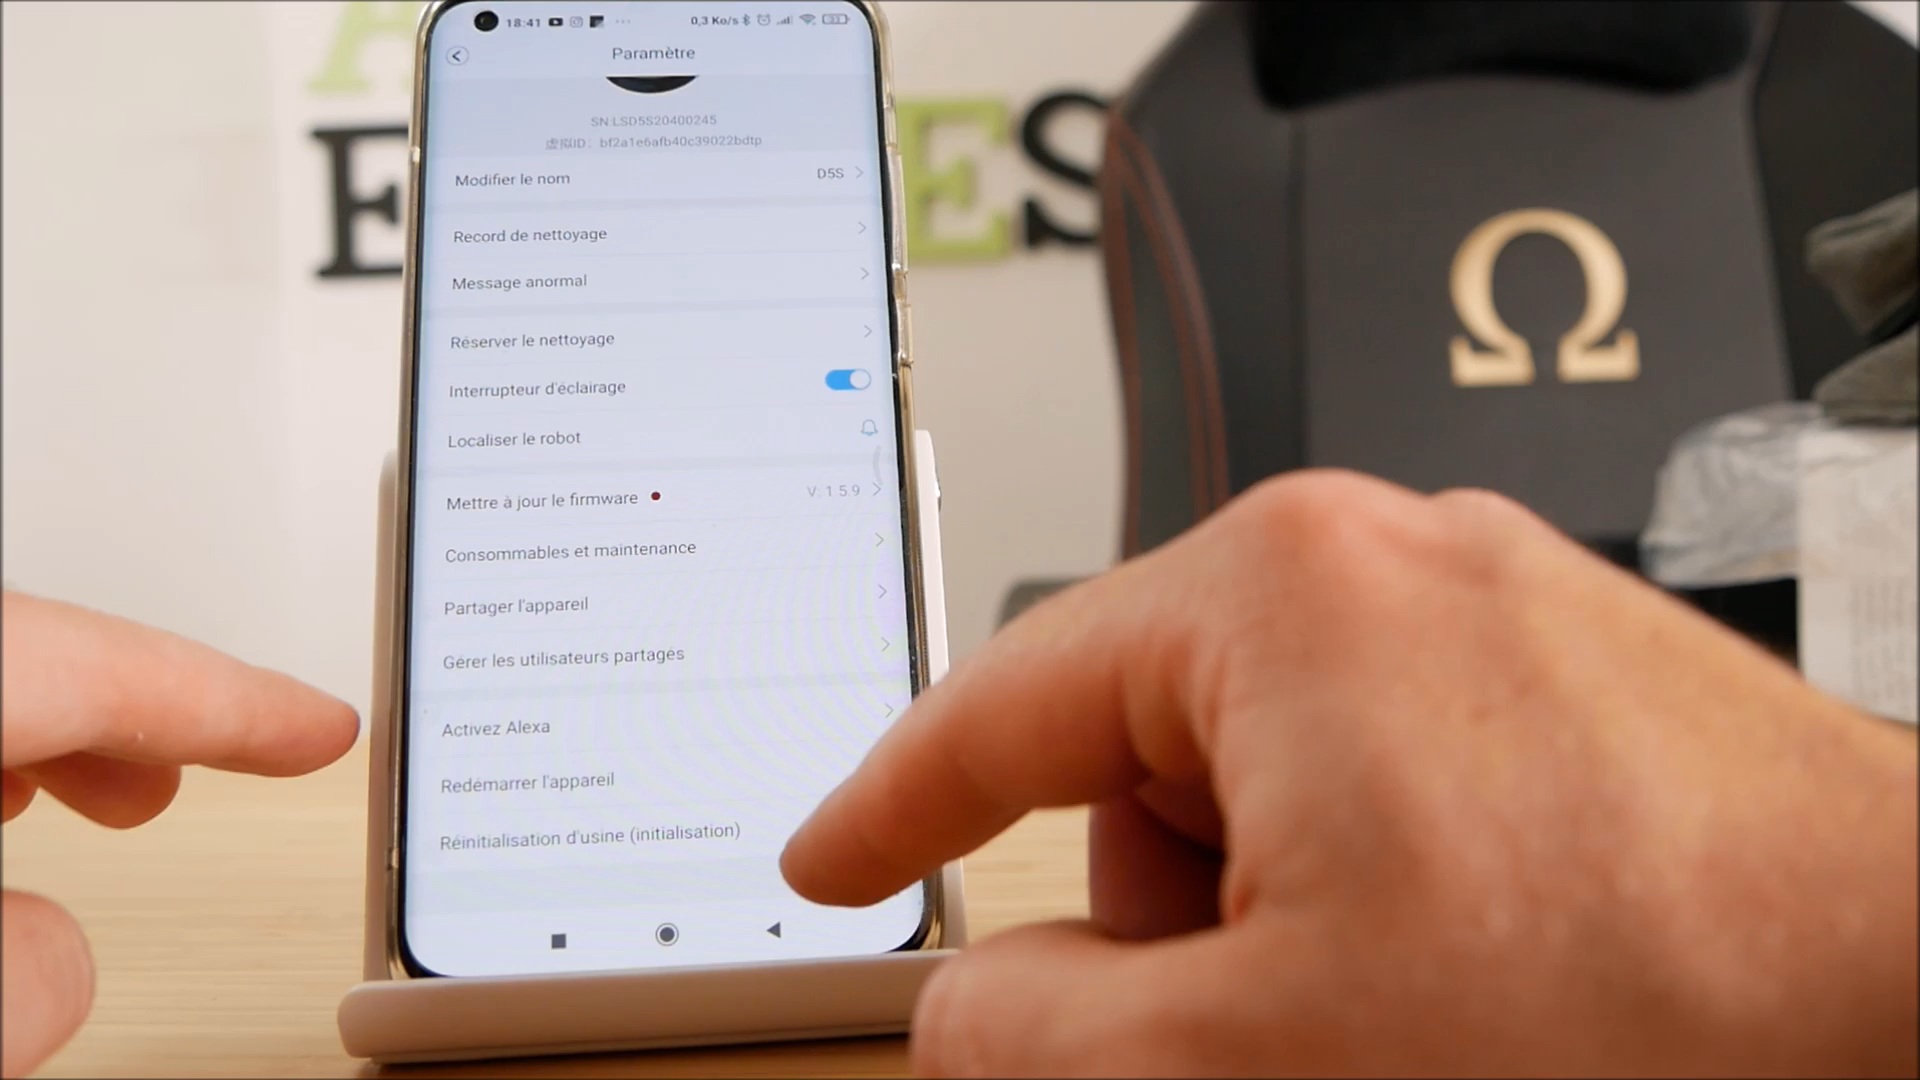 18:41 ... 0,3 Ko/s 33
Paramètre
SN:LSD5S20400245
虚拟ID: bf2a1e6afb40c39022bdtp
Modifier le nom D5S
Record de nettoyage
Message anormal
Réserver le nettoyage
Interrupteur d'éclairage
Localiser le robot
Mettre à jour le firmware V: 1.5.9
Consommables et maintenance
Partager l'appareil
Gérer les utilisateurs partagés
Activez Alexa
Redémarrer l'appareil
Réinitialisation d'usine (initialisation)
E ES
Ω